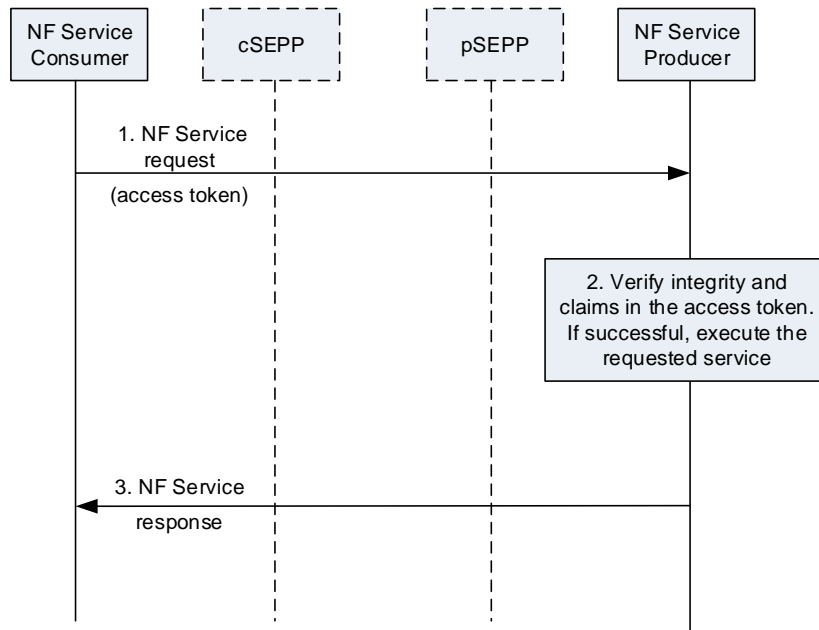 NF Service
Consumer
cSEPP
pSEPP
NF Service
Producer
1. NF Service
request
(access token)
2. Verify integrity and
claims in the access token.
If successful, execute the
requested service
3. NF Service
response